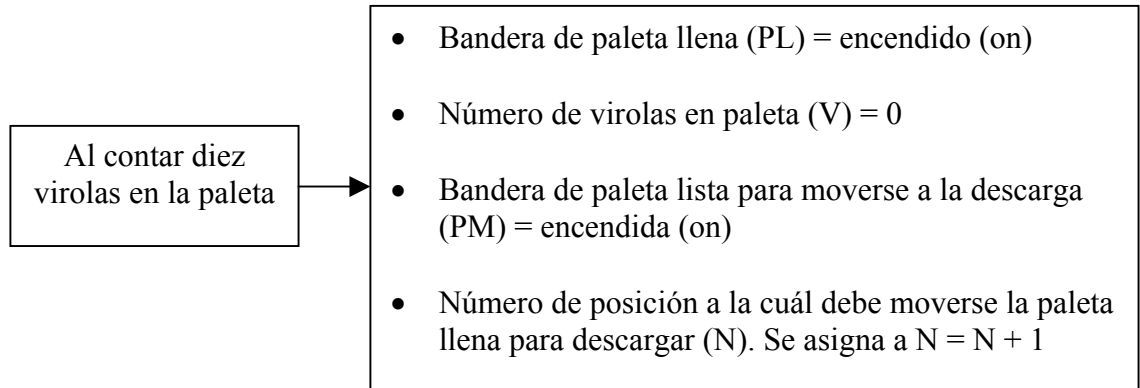 Al contar diez
virolas en la paleta
• Bandera de paleta llena (PL) = encendido (on)
• Número de virolas en paleta (V) = 0
• Bandera de paleta lista para moverse a la descarga
(PM) = encendida (on)
• Número de posición a la cuál debe moverse la paleta
llena para descargar (N). Se asigna a N = N + 1